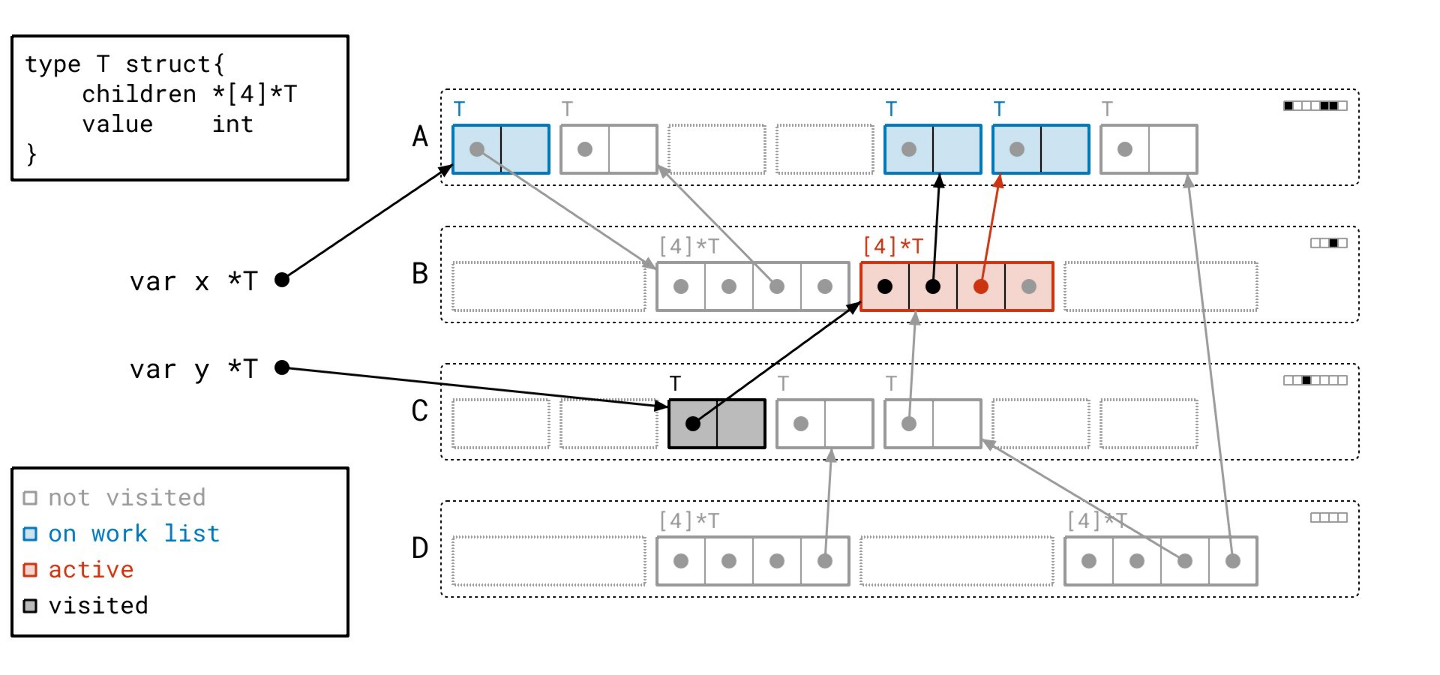 type T struct{
    children *[4]*T
    value    int
}
T T T T T
A
[4]*T [4]*T
B
var x *T
var y *T
T T T
C
not visited
on work list
active
visited
[4]*T [4]*T
D